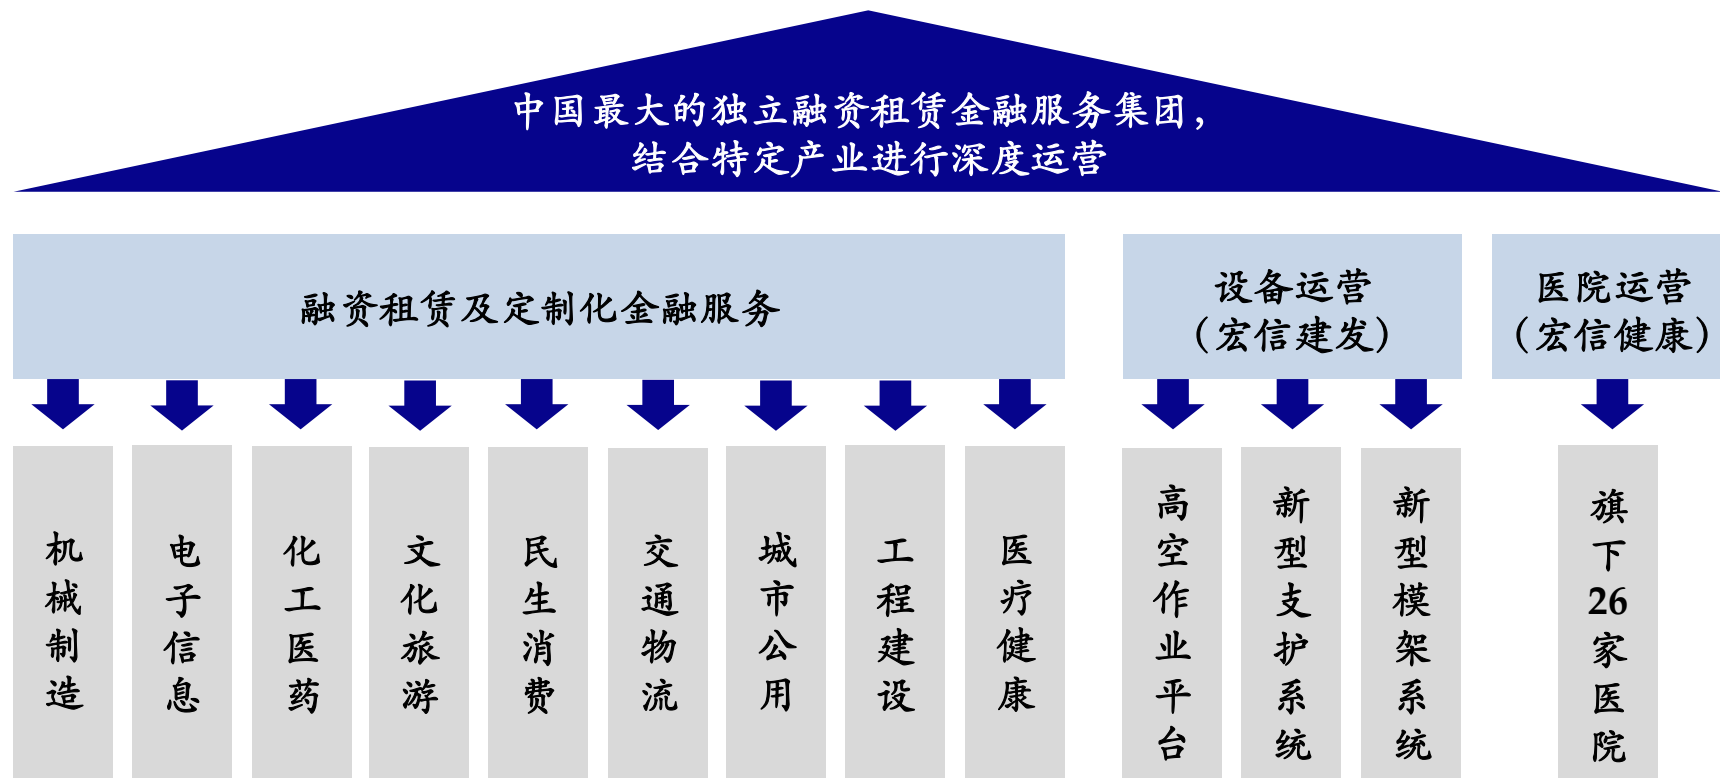 中国最大的独立融资租赁金融服务集团，
结合特定产业进行深度运营
融资租赁及定制化金融服务
设备运营
（宏信建发）
医院运营
（宏信健康）
机械制造
电子信息
化工医药
文化旅游
民生消费
交通物流
城市公用
工程建设
医疗健康
高空作业平台
新型支护系统
新型模架系统
旗下26家医院